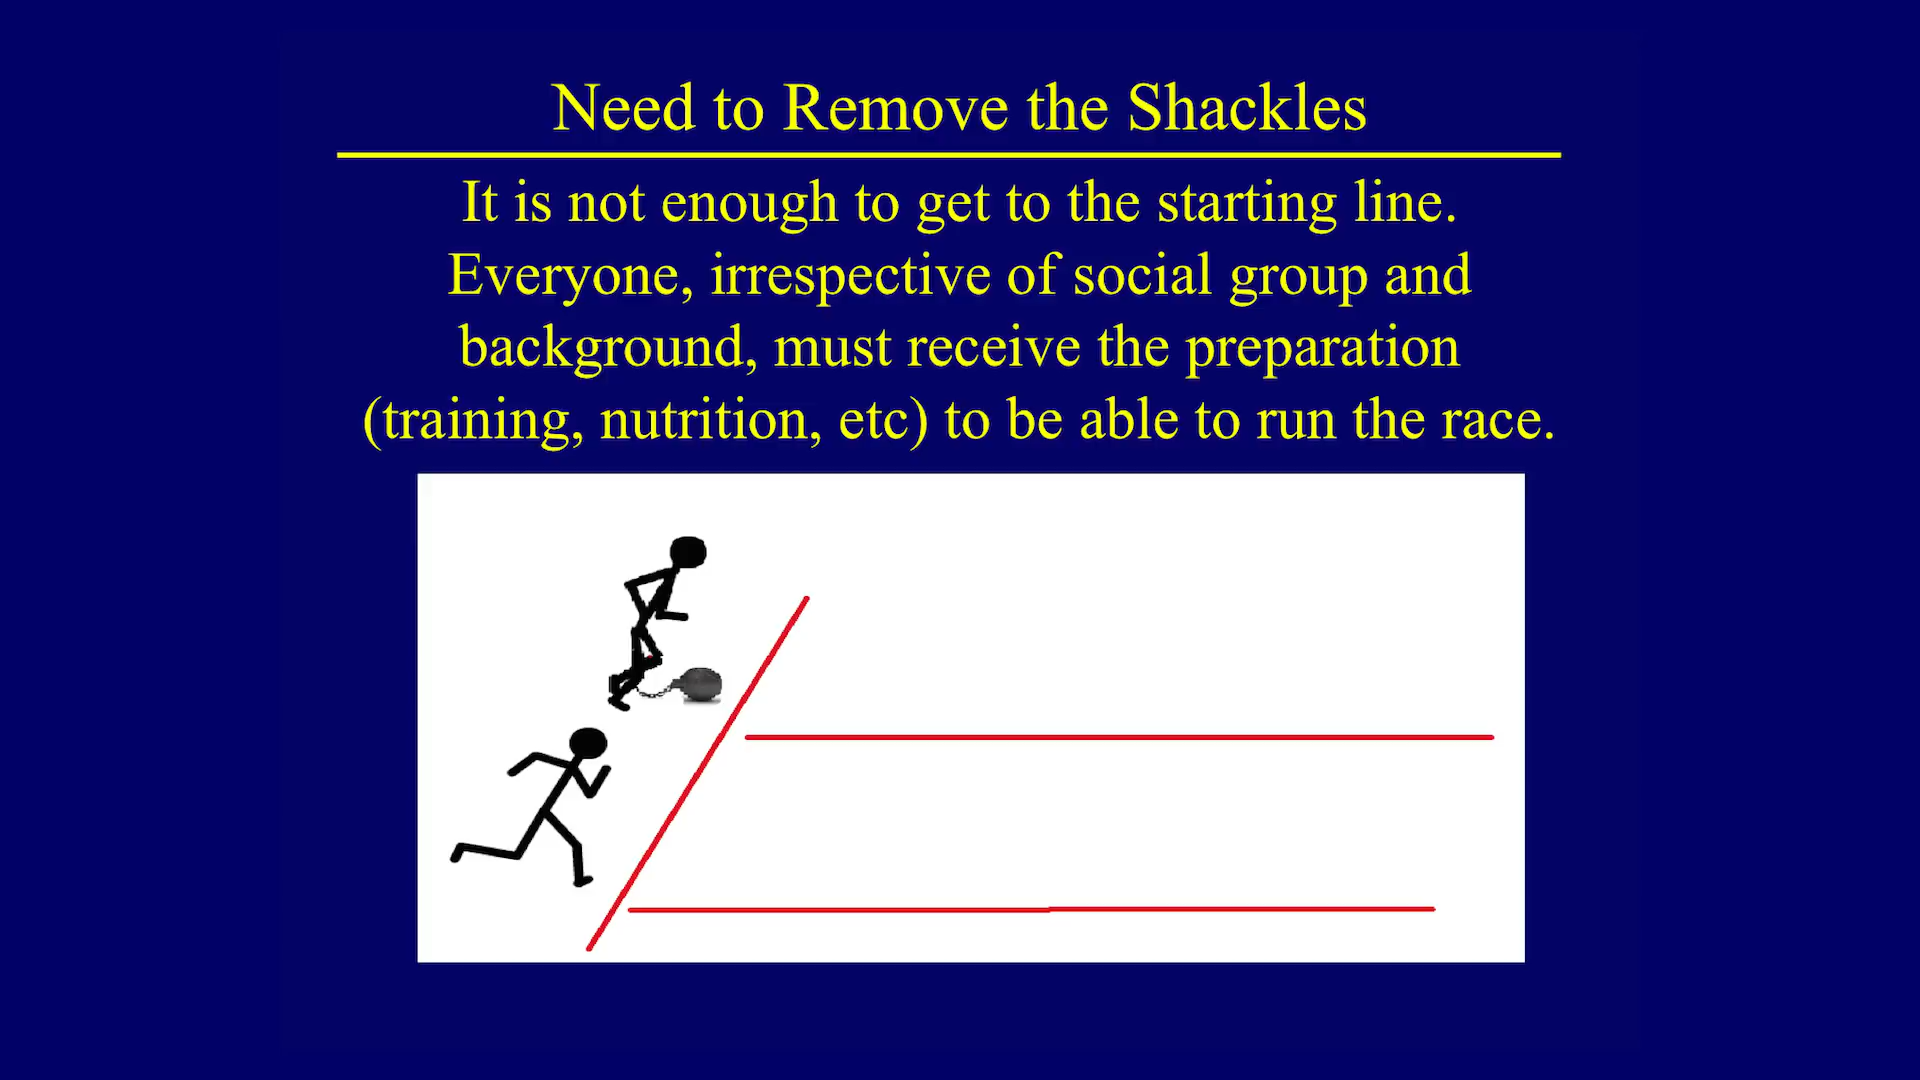 Need to Remove the Shackles
It is not enough to get to the starting line.
Everyone, irrespective of social group and
background, must receive the preparation
(training, nutrition, etc) to be able to run the race.